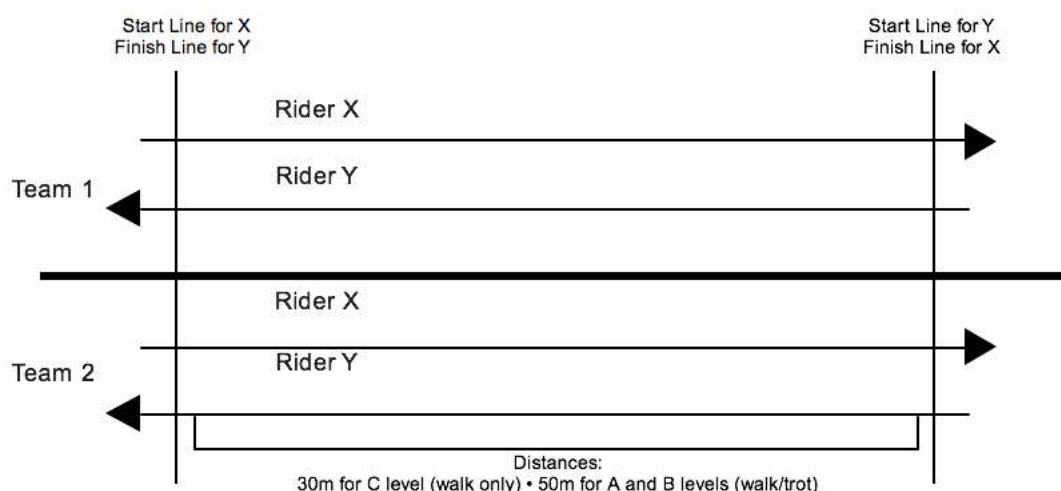 Start Line for X
Finish Line for Y
Start Line for Y
Finish Line for X
Rider X
Rider Y
Team 1
Rider X
Rider Y
Team 2
Distances:
30m for C level (walk only) • 50m for A and B levels (walk/trot)